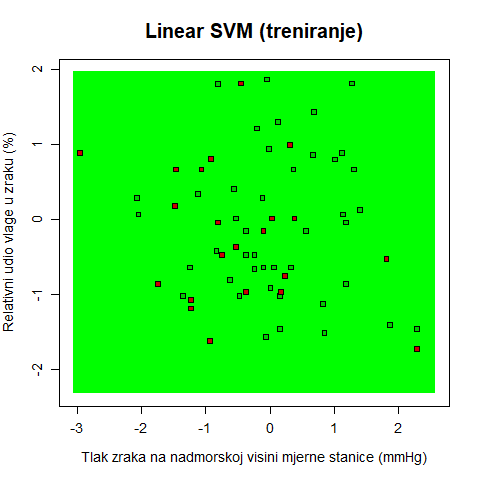 Linear SVM (treniranje)
Relativni udio vlage u zraku (%)
2
1
0
-1
-2
-3 -2 -1 0 1 2
Tlak zraka na nadmorskoj visini mjerne stanice (mmHg)